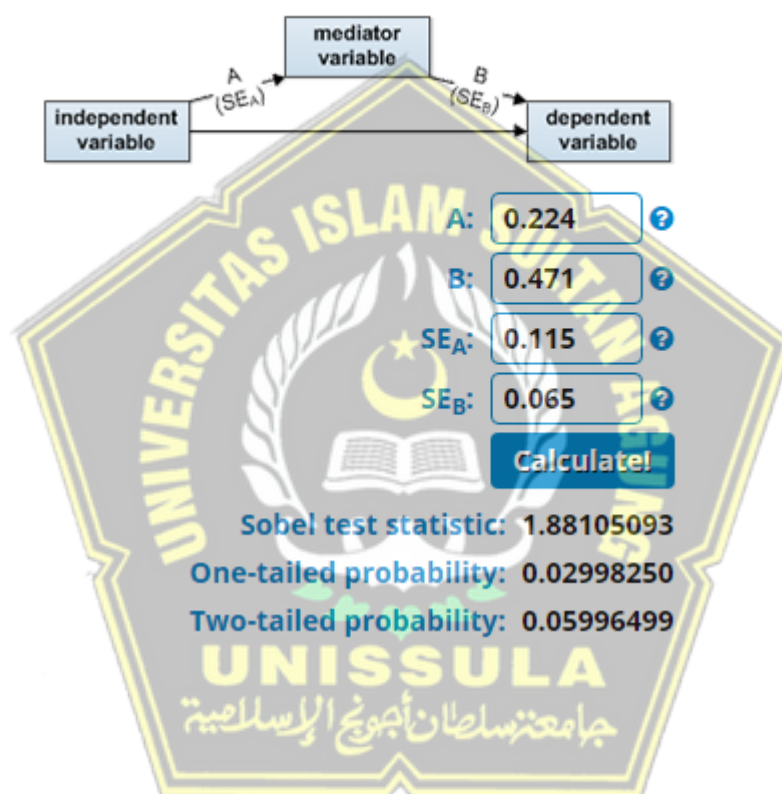 mediator
variable
A
(SEA)
B
(SEB)
independent
variable
dependent
variable
UNIVERSITAS ISLAM SULTAN AGUNG
A: 0.224 ?
B: 0.471 ?
SEA: 0.115 ?
SEB: 0.065 ?
Calculate!
Sobel test statistic: 1.88105093
One-tailed probability: 0.02998250
Two-tailed probability: 0.05996499
UNISSULA
جامعة سلطان أجونج الإسلامية